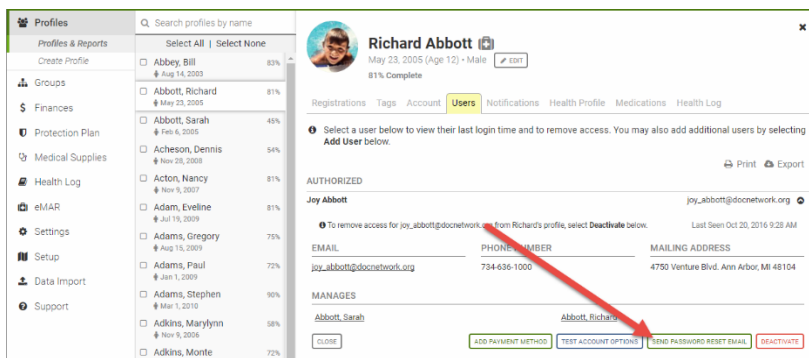 Profiles
Profiles & Reports
Create Profile
Groups
$ Finances
Protection Plan
Medical Supplies
Health Log
eMAR
Settings
Setup
Data Import
Support
Search profiles by name
Select All | Select None
Abbey, Bill 83%
Aug 14, 2003
Abbott, Richard 81%
May 23, 2005
Abbott, Sarah 45%
Feb 6, 2005
Acheson, Dennis 54%
Nov 28, 2008
Acton, Nancy 81%
Nov 9, 2007
Adam, Eveline 81%
Jul 19, 2009
Adams, Gregory 75%
Aug 15, 2009
Adams, Paul 72%
Jan 1, 2009
Adams, Stephen 90%
Mar 1, 2010
Adkins, Marylynn 58%
Nov 9, 2006
Adkins, Monte 72%
Richard Abbott
May 23, 2005 (Age 12) • Male EDIT
81% Complete
Registrations Tags Account Users Notifications Health Profile Medications Health Log
Select a user below to view their last login time and to remove access. You may also add additional users by selecting
Add User below.
Print Export
AUTHORIZED
Joy Abbott joy_abbott@docnetwork.org
To remove access for joy_abbott@docnetwork.org from Richard's profile, select Deactivate below. Last Seen Oct 20, 2016 9:28 AM
EMAIL PHONE NUMBER MAILING ADDRESS
joy_abbott@docnetwork.org 734-636-1000 4750 Venture Blvd. Ann Arbor, MI 48104
MANAGES
Abbott, Sarah Abbott, Richard
CLOSE ADD PAYMENT METHOD TEST ACCOUNT OPTIONS SEND PASSWORD RESET EMAIL DEACTIVATE